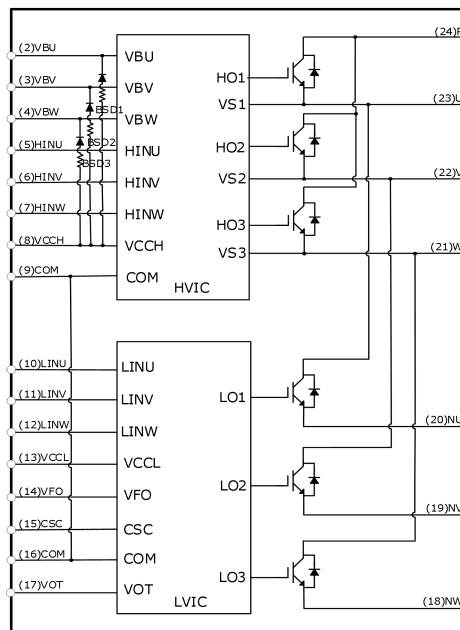 (2)VBU
(3)VBV
(4)VBW
(5)HINU
(6)HINV
(7)HINW
(8)VCCH
(9)COM
BSD1
BSD2
BSD3
VBU
VBV
VBW
HINU
HINV
HINW
VCCH
COM
HO1
VS1
HO2
VS2
HO3
VS3
HVIC
(24)P
(23)U
(22)V
(21)W
(10)LINU
(11)LINV
(12)LINW
(13)VCCL
(14)VFO
(15)CSC
(16)COM
(17)VOT
LINU
LINV
LINW
VCCL
VFO
CSC
COM
VOT
LO1
LO2
LO3
LVIC
(20)NU
(19)NV
(18)NW